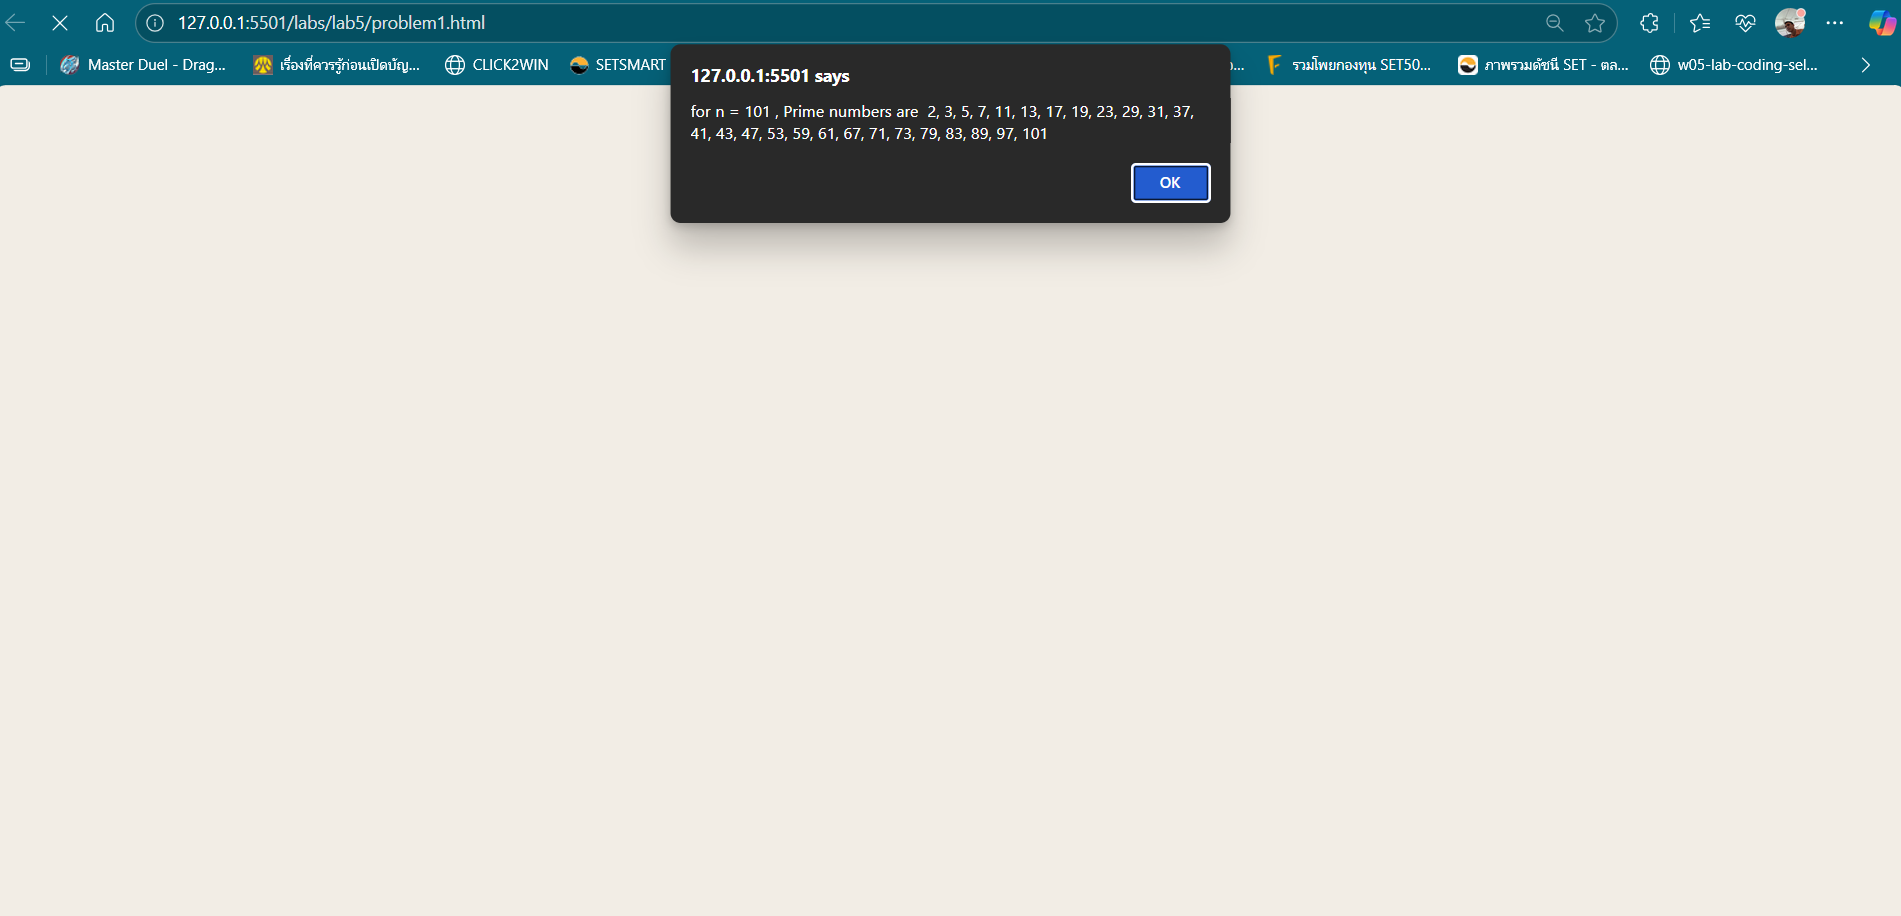 127.0.0.1:5501/labs/lab5/problem1.html
Master Duel - Drag...
เรื่องที่ควรรู้ก่อนเปิดบัญ...
CLICK2WIN
SETSMART
รวมโพยกองทุน SET50...
ภาพรวมดัชนี SET - ตล...
w05-lab-coding-sel...
127.0.0.1:5501 says
for n = 101 , Prime numbers are  2, 3, 5, 7, 11, 13, 17, 19, 23, 29, 31, 37,
41, 43, 47, 53, 59, 61, 67, 71, 73, 79, 83, 89, 97, 101
OK